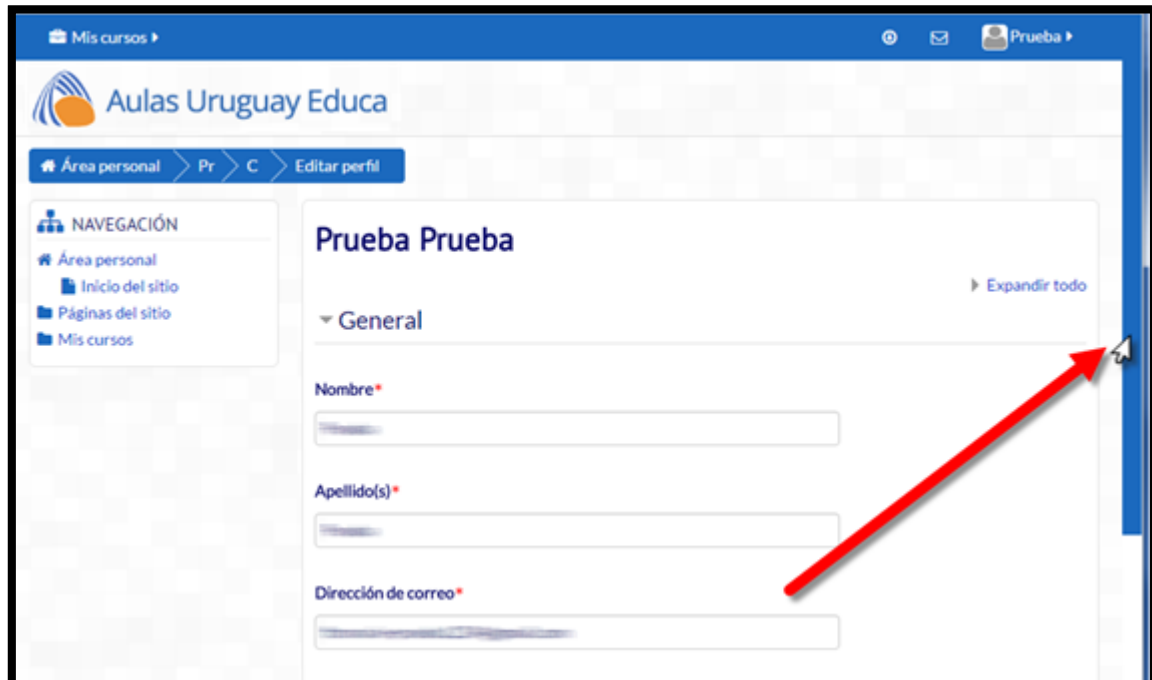 Mis cursos
Prueba
Aulas Uruguay Educa
Área personal Pr C Editar perfil
NAVEGACIÓN
Área personal
Inicio del sitio
Páginas del sitio
Mis cursos
Prueba Prueba
Expandir todo
General
Nombre*
Apellido(s)*
Dirección de correo*